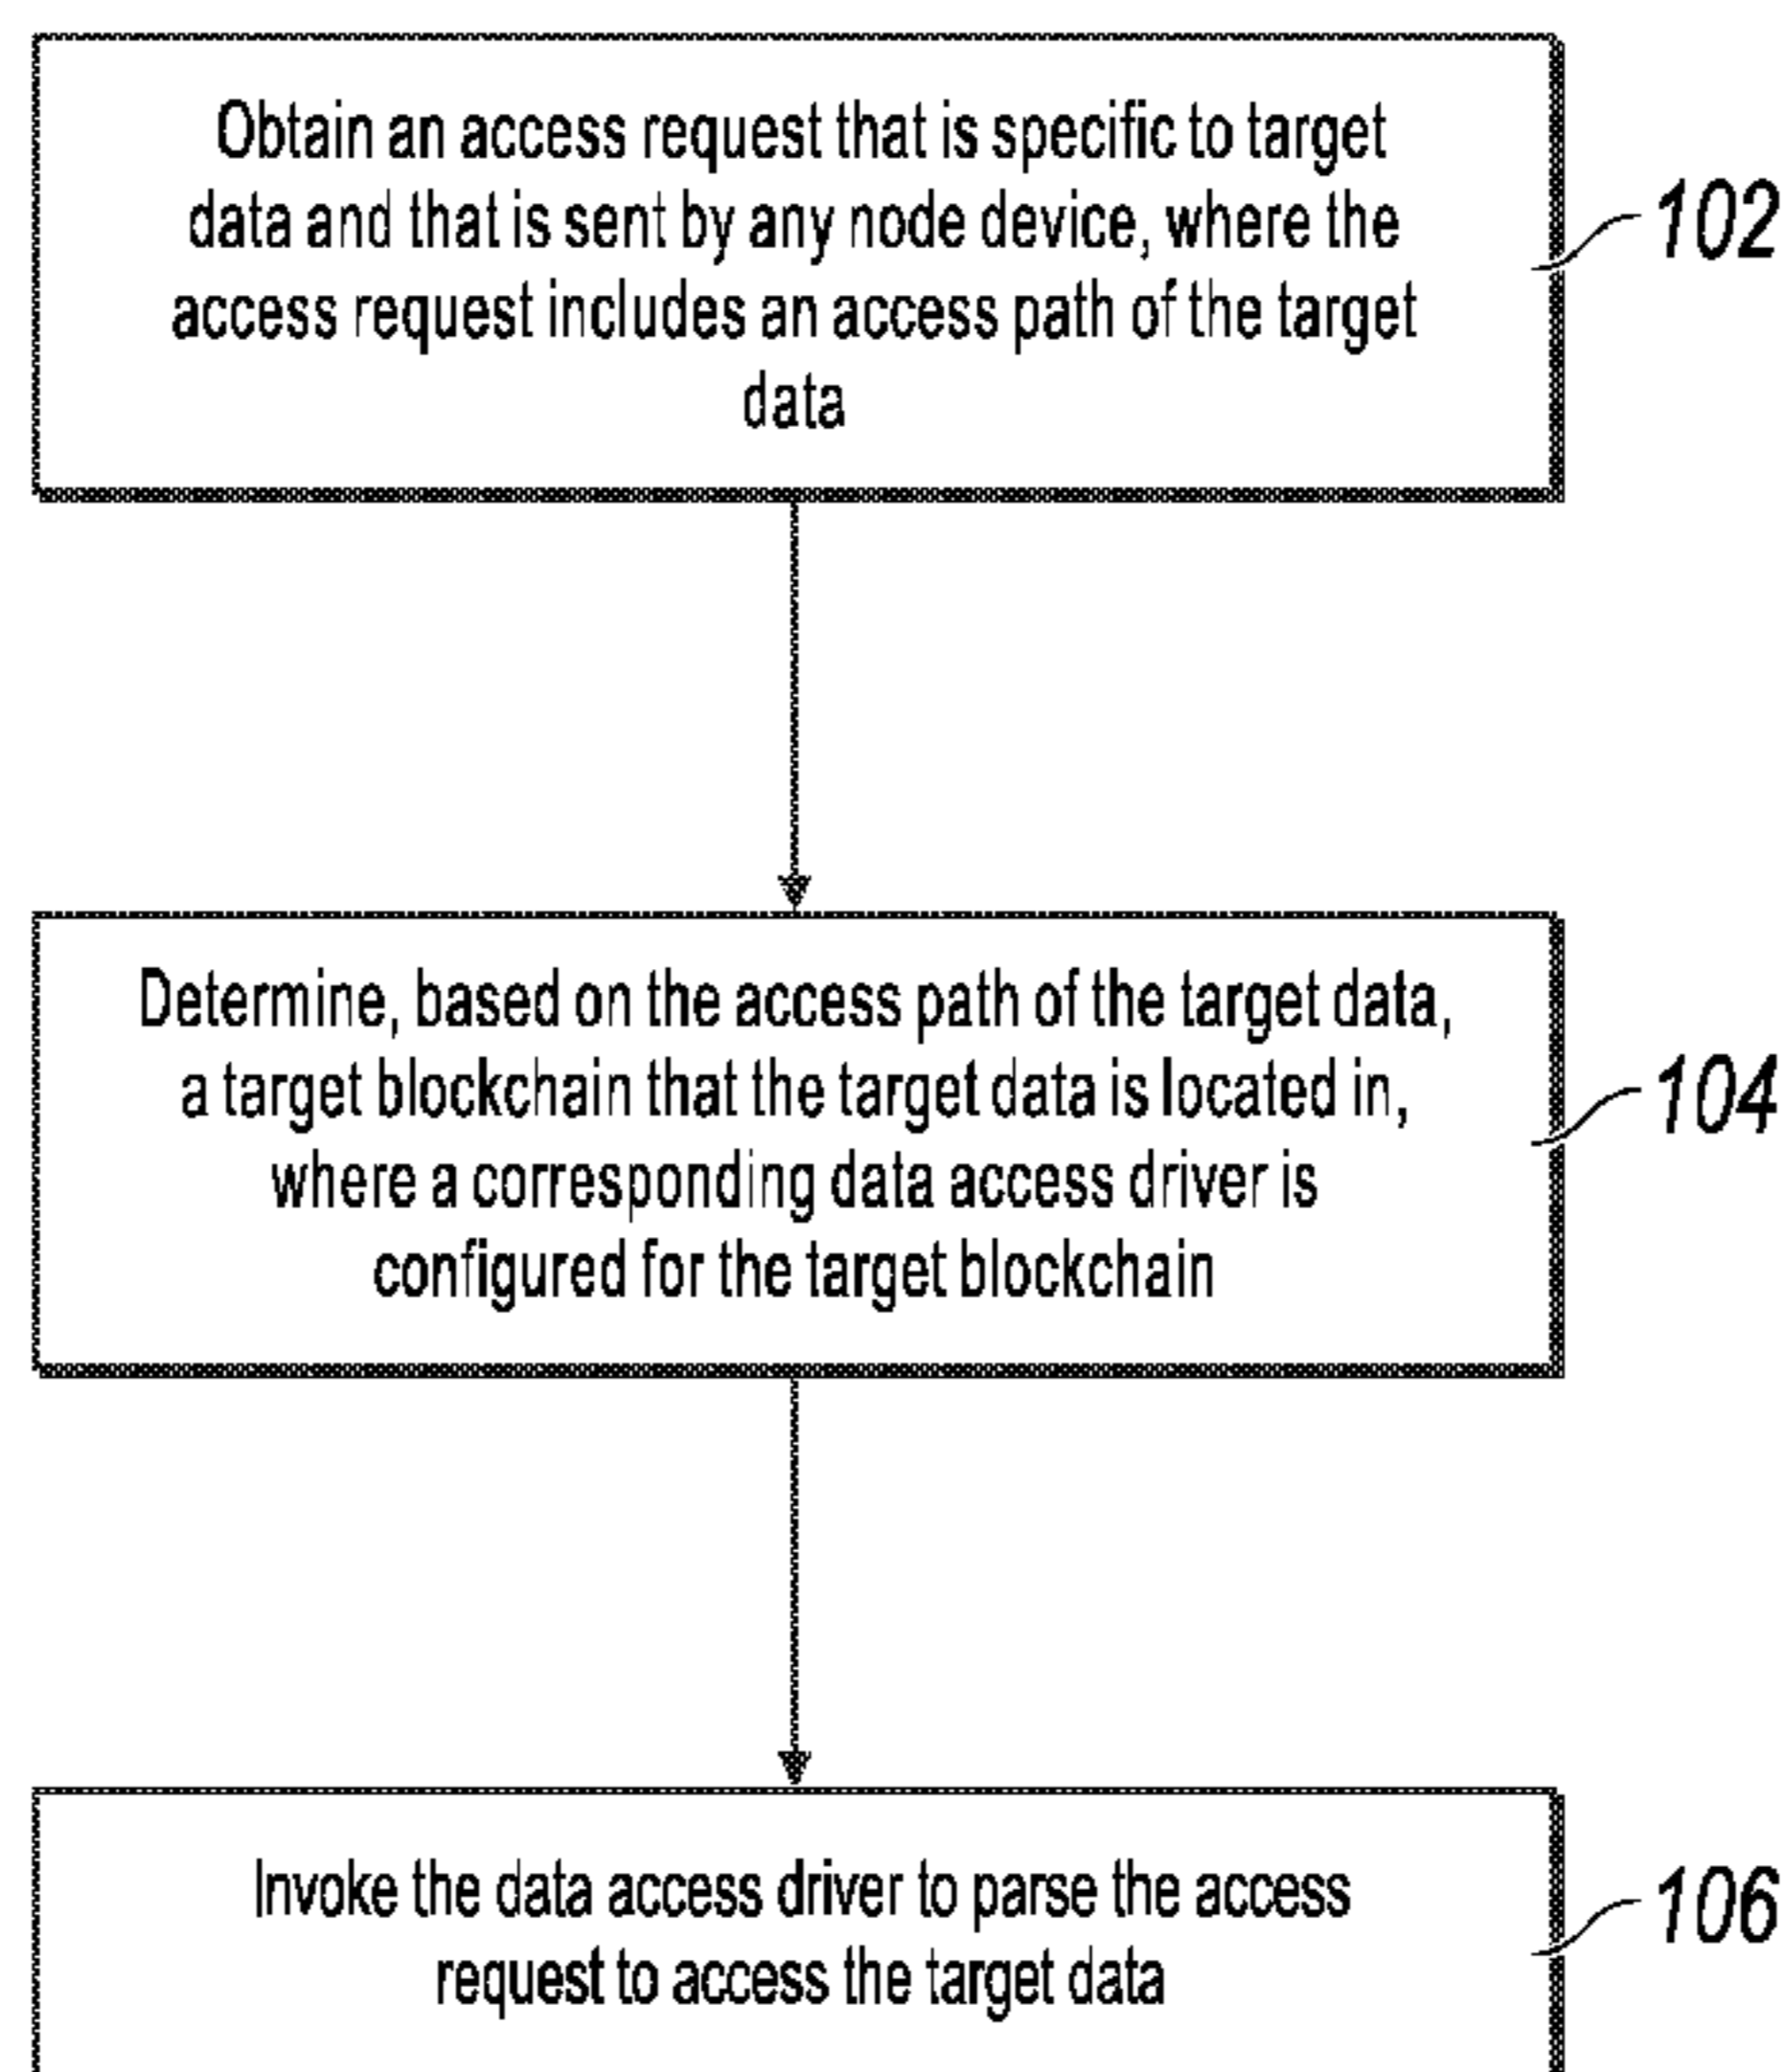 Obtain an access request that is specific to target
data and that is sent by any node device, where the
access request includes an access path of the target
data
102
Determine, based on the access path of the target data,
a target blockchain that the target data is located in,
where a corresponding data access driver is
configured for the target blockchain
104
Invoke the data access driver to parse the access
request to access the target data
106